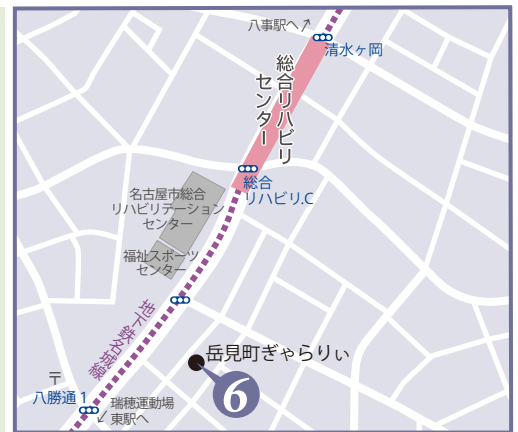 八事駅へ
清水ヶ岡
総合リハビリ
センター
総合
リハビリ.C
名古屋市総合
リハビリテーション
センター
福祉スポーツ
センター
地下鉄名城線
岳見町ぎゃらりぃ
6
〒
八勝通1
瑞穂運動場
東駅へ